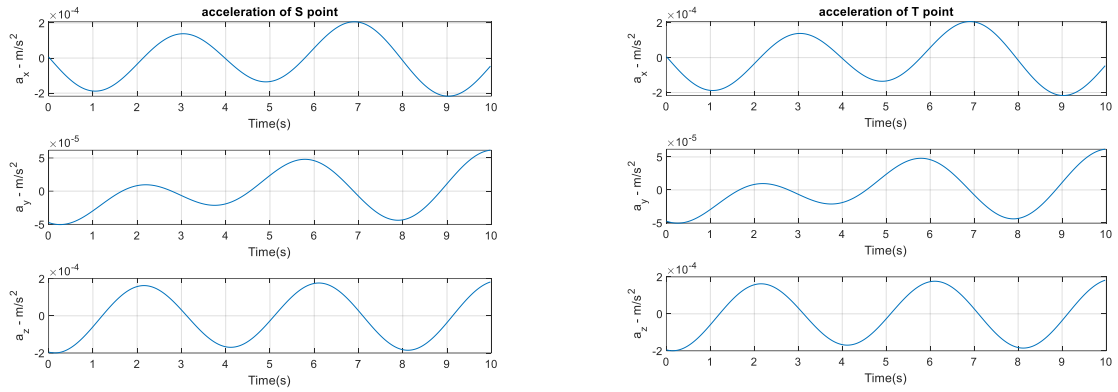 acceleration of S point
×10⁻⁴
2
0
-2
aₓ - m/s²
0 1 2 3 4 5 6 7 8 9 10
Time(s)
×10⁻⁵
5
0
-5
a_y - m/s²
0 1 2 3 4 5 6 7 8 9 10
Time(s)
×10⁻⁴
2
0
-2
a_z - m/s²
0 1 2 3 4 5 6 7 8 9 10
Time(s)
acceleration of T point
×10⁻⁴
2
0
-2
aₓ - m/s²
0 1 2 3 4 5 6 7 8 9 10
Time(s)
×10⁻⁵
5
0
-5
a_y - m/s²
0 1 2 3 4 5 6 7 8 9 10
Time(s)
×10⁻⁴
2
0
-2
a_z - m/s²
0 1 2 3 4 5 6 7 8 9 10
Time(s)